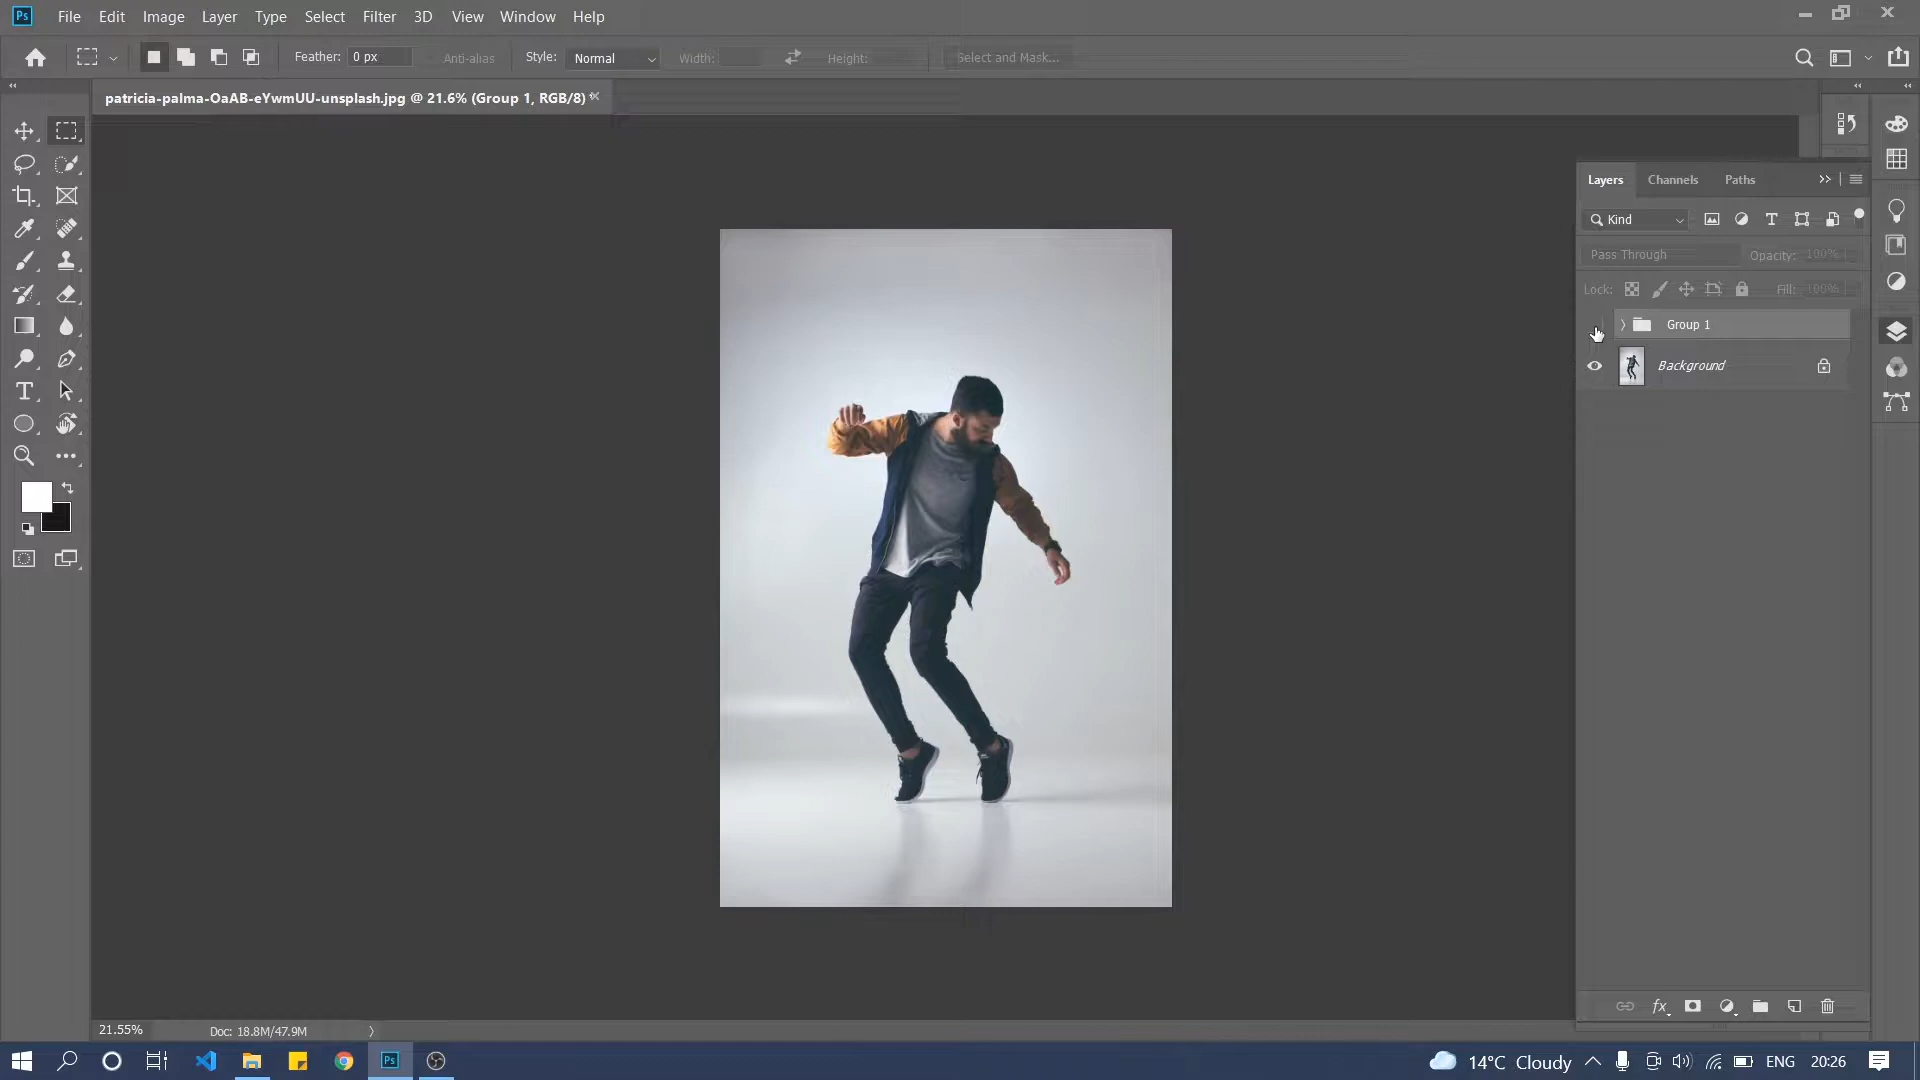 Ps File Edit Image Layer Type Select Filter 3D View Window Help
Feather: 0 px Anti-alias Style: Normal Width: Height: Select and Mask...
patricia-palma-OaAB-eYwmUU-unsplash.jpg @ 21.6% (Group 1, RGB/8)
Layers Channels Paths
Kind
Pass Through Opacity: 100%
Lock: Fill: 100%
Group 1
Background
fx
21.55% Doc: 18.8M/47.9M
Ps 14°C Cloudy ENG 20:26